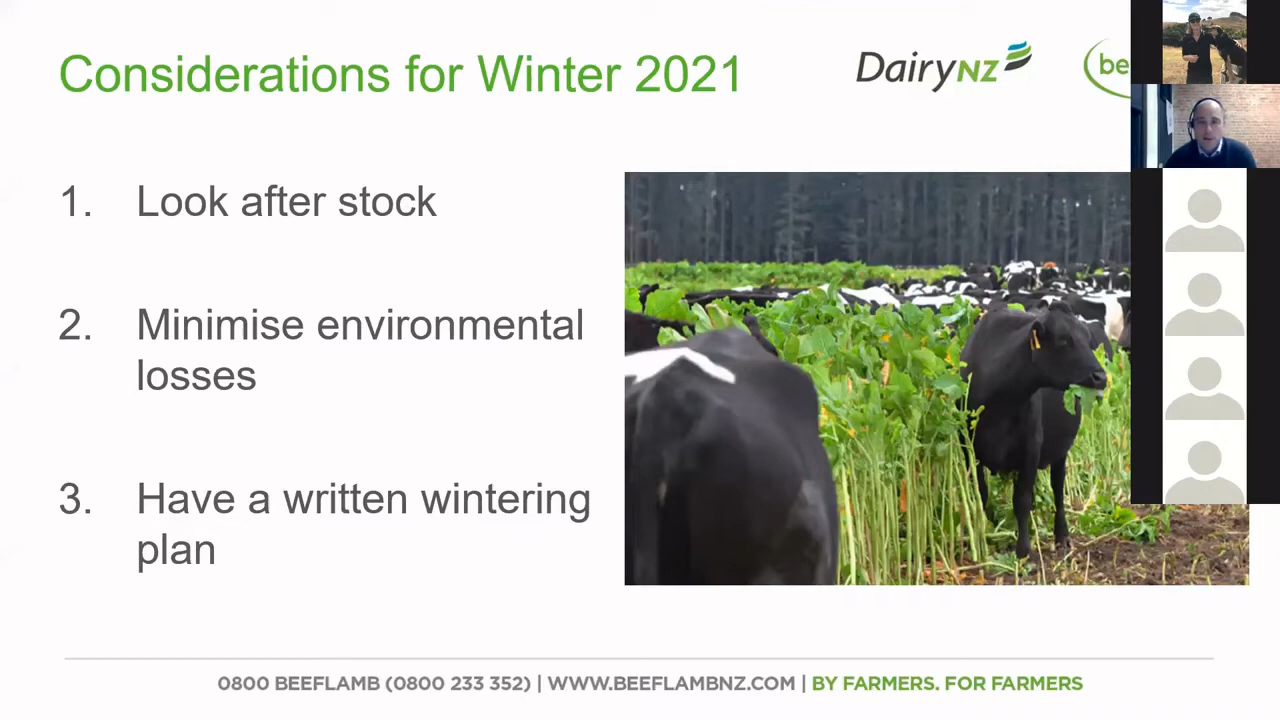 Considerations for Winter 2021
DairyNZ
be
1. Look after stock
2. Minimise environmental
losses
3. Have a written wintering
plan
0800 BEEFLAMB (0800 233 352) | WWW.BEEFLAMBNZ.COM | BY FARMERS. FOR FARMERS